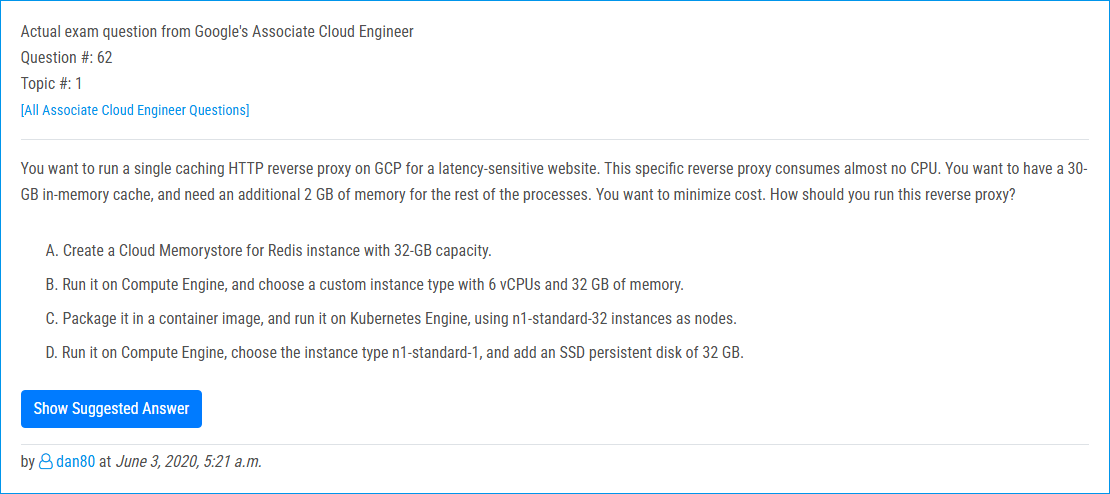 Actual exam question from Google's Associate Cloud Engineer
Question #: 62
Topic #: 1
[All Associate Cloud Engineer Questions]
You want to run a single caching HTTP reverse proxy on GCP for a latency-sensitive website. This specific reverse proxy consumes almost no CPU. You want to have a 30-
GB in-memory cache, and need an additional 2 GB of memory for the rest of the processes. You want to minimize cost. How should you run this reverse proxy?
A. Create a Cloud Memorystore for Redis instance with 32-GB capacity.
B. Run it on Compute Engine, and choose a custom instance type with 6 vCPUs and 32 GB of memory.
C. Package it in a container image, and run it on Kubernetes Engine, using n1-standard-32 instances as nodes.
D. Run it on Compute Engine, choose the instance type n1-standard-1, and add an SSD persistent disk of 32 GB.
Show Suggested Answer
by dan80 at June 3, 2020, 5:21 a.m.